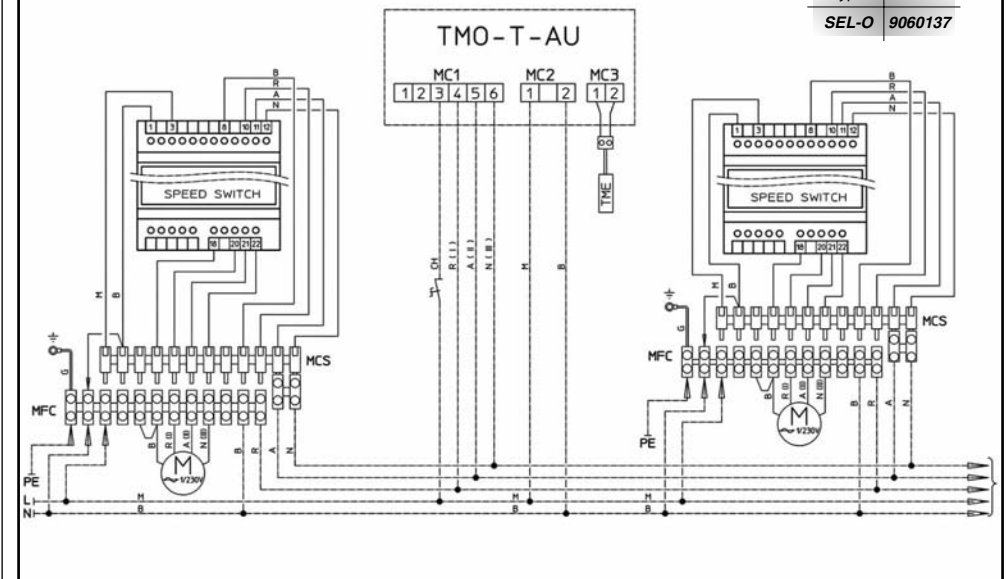 SEL-O 9060137
TMO-T-AU
MC1 MC2 MC3
1 2 3 4 5 6 1 2 1 2
TME
CH R(I) A(II) N(III) M B
B
R
A
N
1 3 8 10 11 12
SPEED SWITCH
18 20 21 22
M B
G
MCS
MFC
B R(I) A(II) N(III) B R A N
M
~1/230V
PE
L
N
M
B
B
R
A
N
1 3 8 10 11 12
SPEED SWITCH
18 20 21 22
M B
G
MCS
MFC
B R(I) A(II) N(III) B R A N
M
~1/230V
PE
M
B
M
B